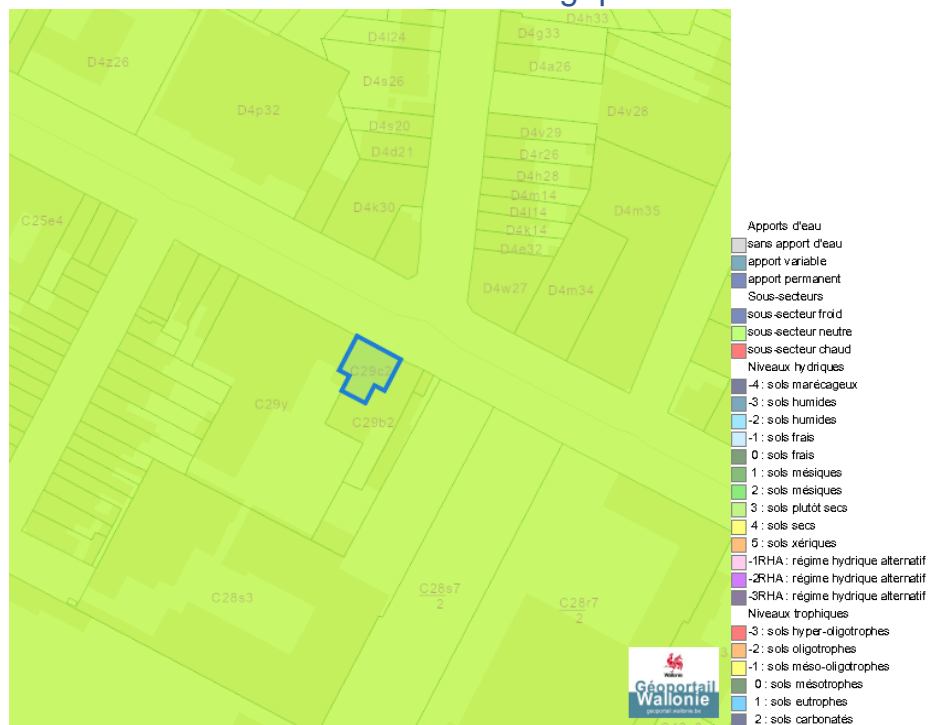 D4h33
D4l24
D4g33
D4z26
D4a26
D4s26
D4p32
D4v28
D4s20
D4v29
D4d21
D4r26
D4h28
D4m14
D4k30
D4l14
D4m35
C25e4
D4k14
D4e32
D4w27
D4m34
C29c2
C29y
C29b2
C28s3
C28s7
2
C28r7
2
Wallonie
Géoportail
Wallonie
geoportail.wallonie.be
Apports d'eau
sans apport d'eau
apport variable
apport permanent
Sous-secteurs
sous-secteur froid
sous-secteur neutre
sous-secteur chaud
Niveaux hydriques
-4 : sols marécageux
-3 : sols humides
-2 : sols humides
-1 : sols frais
0 : sols frais
1 : sols mésiques
2 : sols mésiques
3 : sols plutôt secs
4 : sols secs
5 : sols xériques
-1RHA : régime hydrique alternatif
-2RHA : régime hydrique alternatif
-3RHA : régime hydrique alternatif
Niveaux trophiques
-3 : sols hyper-oligotrophes
-2 : sols oligotrophes
-1 : sols méso-oligotrophes
0 : sols mésotrophes
1 : sols eutrophes
2 : sols carbonatés